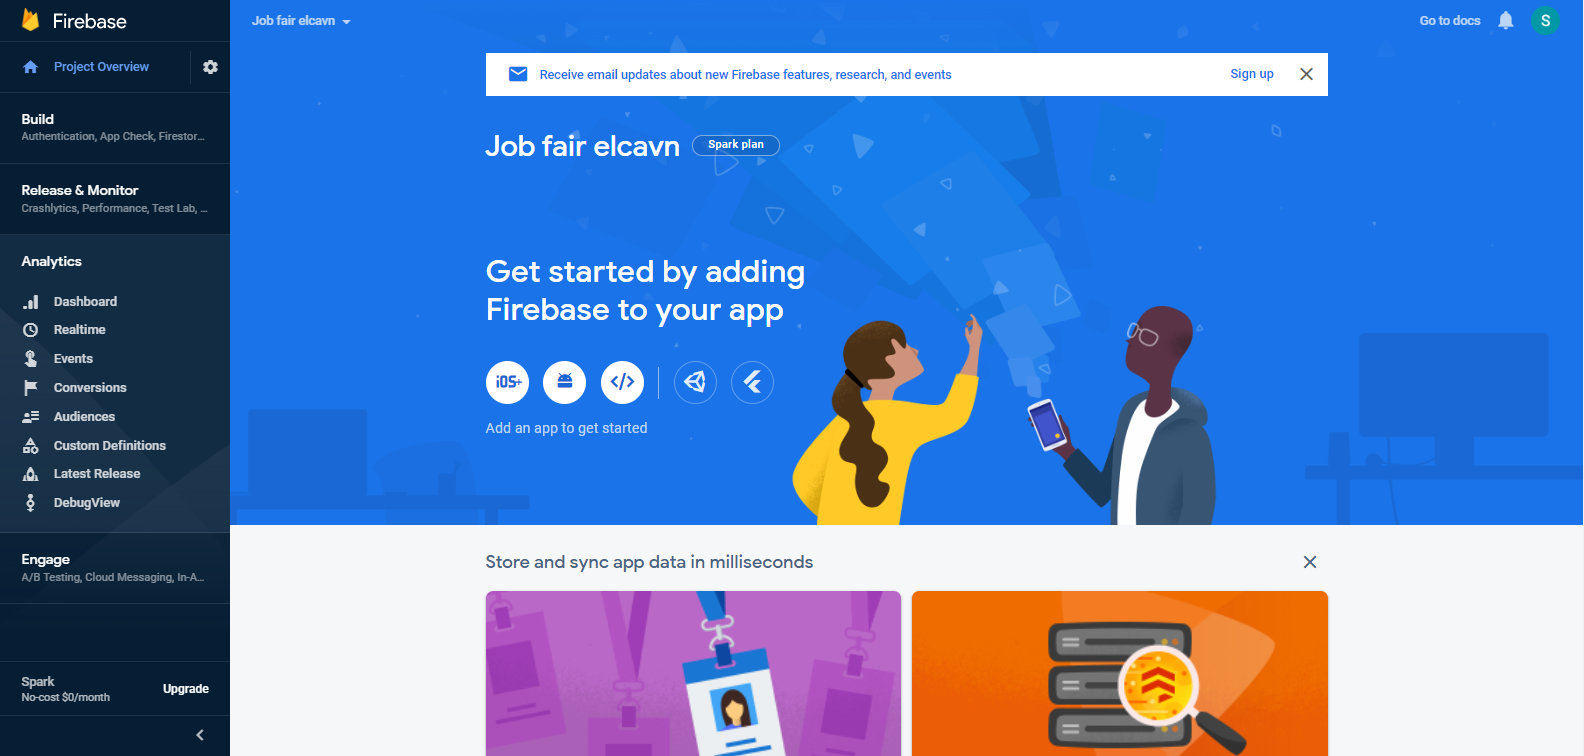 Firebase
Project Overview
Build
Authentication, App Check, Firestor...
Release & Monitor
Crashlytics, Performance, Test Lab, ...
Analytics
Dashboard
Realtime
Events
Conversions
Audiences
Custom Definitions
Latest Release
DebugView
Engage
A/B Testing, Cloud Messaging, In-A...
Spark
No-cost $0/month
Upgrade
Job fair elcavn
Go to docs
S
Receive email updates about new Firebase features, research, and events
Sign up
Job fair elcavn
Spark plan
Get started by adding
Firebase to your app
iOS+
Add an app to get started
Store and sync app data in milliseconds